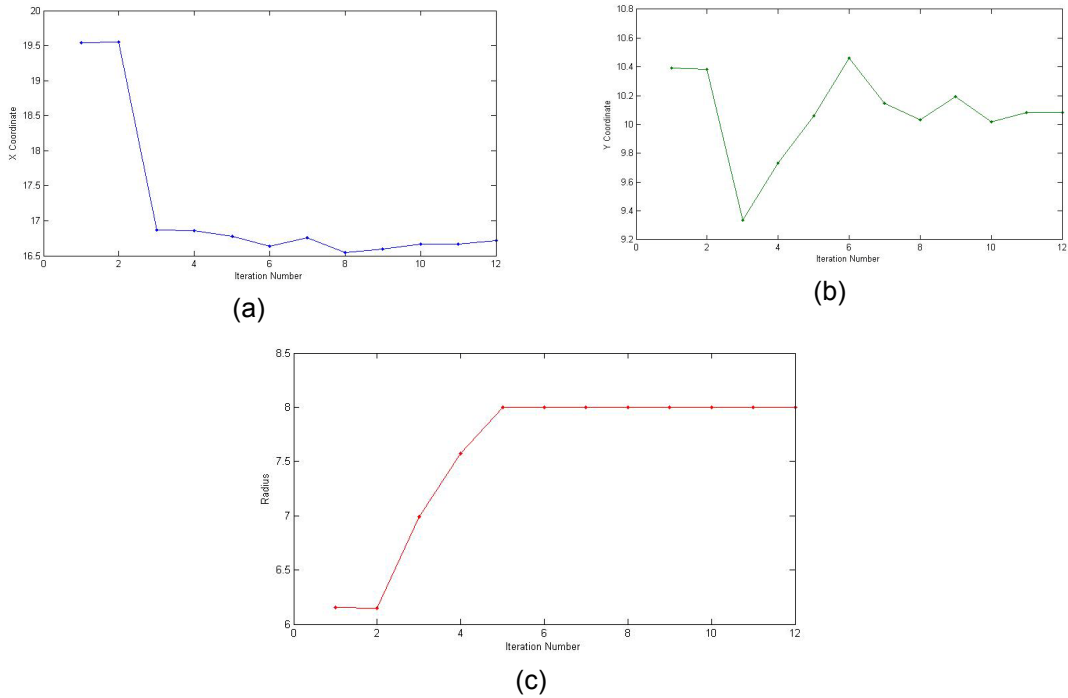 20
19.5
19
18.5
18
17.5
17
16.5
X Coordinate
0 2 4 6 8 10 12
Iteration Number
(a)
10.8
10.6
10.4
10.2
10
9.8
9.6
9.4
9.2
Y Coordinate
0 2 4 6 8 10 12
Iteration Number
(b)
8.5
8
7.5
7
6.5
6
Radius
0 2 4 6 8 10 12
Iteration Number
(c)